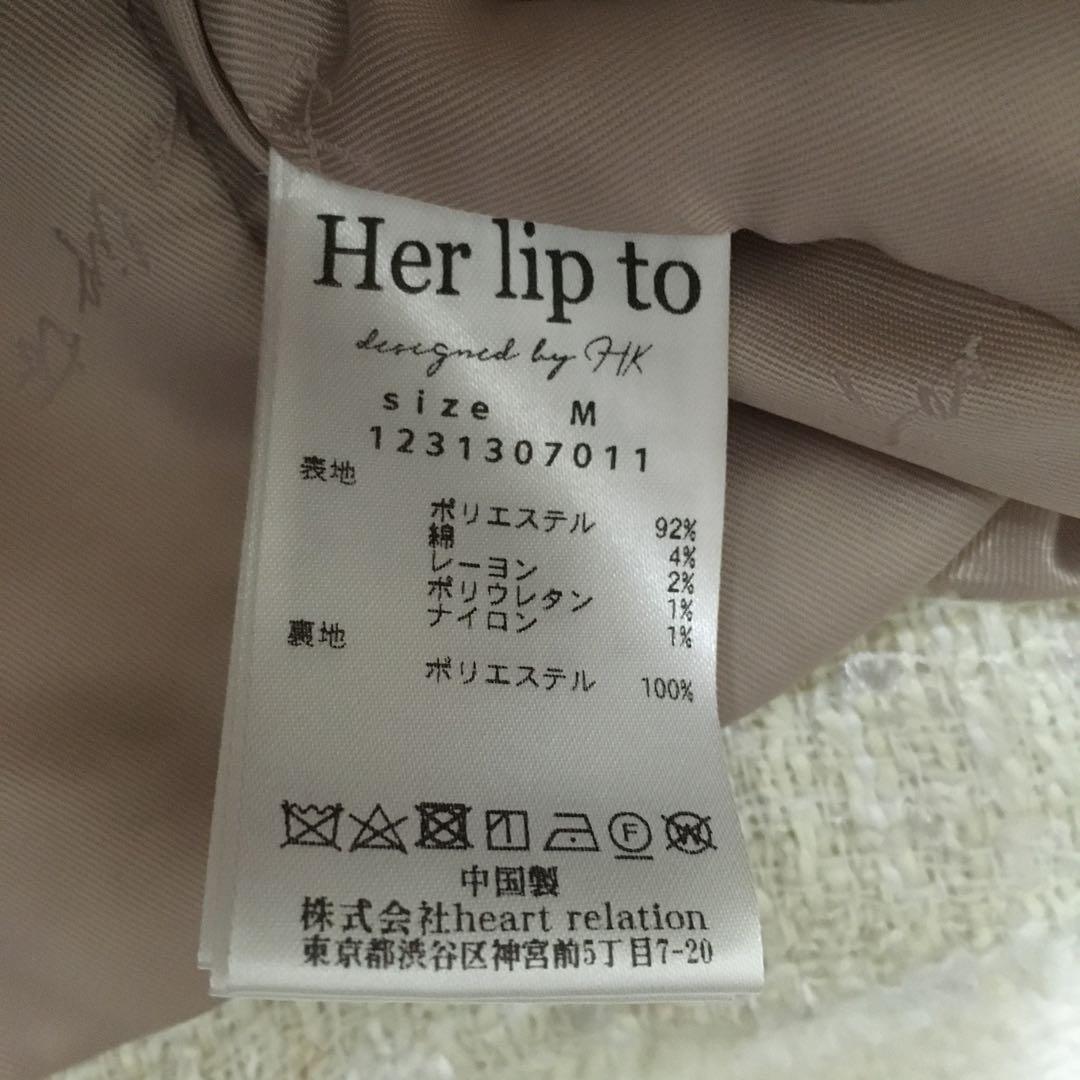 Her lip to
designed by HK
size M
1231307011
表地
ポリエステル 92%
綿 4%
レーヨン 2%
ポリウレタン 1%
ナイロン 1%
裏地
ポリエステル 100%
F
W
中国製
株式会社heart relation
東京都渋谷区神宮前5丁目7-20